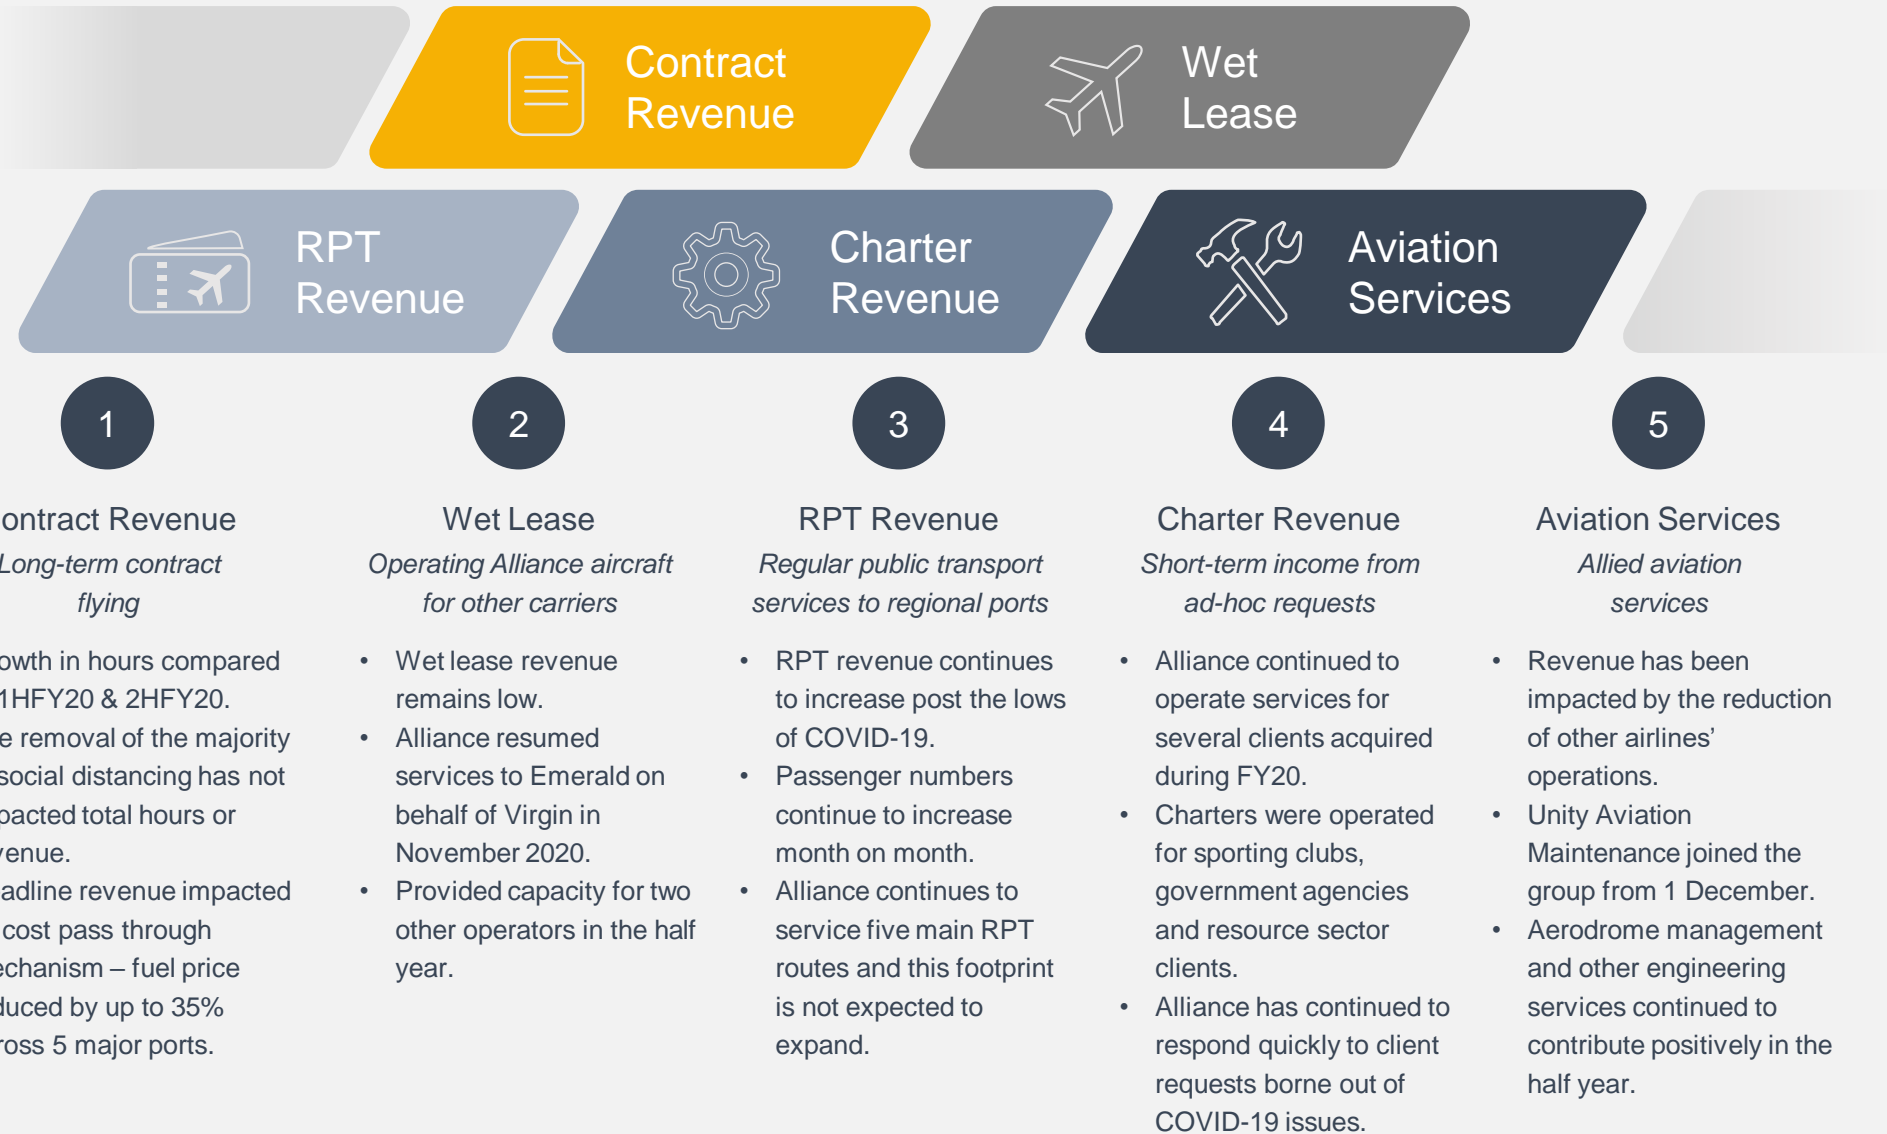 Contract
Revenue
Wet
Lease
RPT
Revenue
Charter
Revenue
Aviation
Services
1
ontract Revenue
Long-term contract
flying
owth in hours compared
1HFY20 & 2HFY20.
e removal of the majority
social distancing has not
pacted total hours or
venue.
adline revenue impacted
cost pass through
echanism – fuel price
duced by up to 35%
ross 5 major ports.
2
Wet Lease
Operating Alliance aircraft
for other carriers
• Wet lease revenue
remains low.
• Alliance resumed
services to Emerald on
behalf of Virgin in
November 2020.
• Provided capacity for two
other operators in the half
year.
3
RPT Revenue
Regular public transport
services to regional ports
• RPT revenue continues
to increase post the lows
of COVID-19.
• Passenger numbers
continue to increase
month on month.
• Alliance continues to
service five main RPT
routes and this footprint
is not expected to
expand.
4
Charter Revenue
Short-term income from
ad-hoc requests
• Alliance continued to
operate services for
several clients acquired
during FY20.
• Charters were operated
for sporting clubs,
government agencies
and resource sector
clients.
• Alliance has continued to
respond quickly to client
requests borne out of
COVID-19 issues.
5
Aviation Services
Allied aviation
services
• Revenue has been
impacted by the reduction
of other airlines’
operations.
• Unity Aviation
Maintenance joined the
group from 1 December.
• Aerodrome management
and other engineering
services continued to
contribute positively in the
half year.